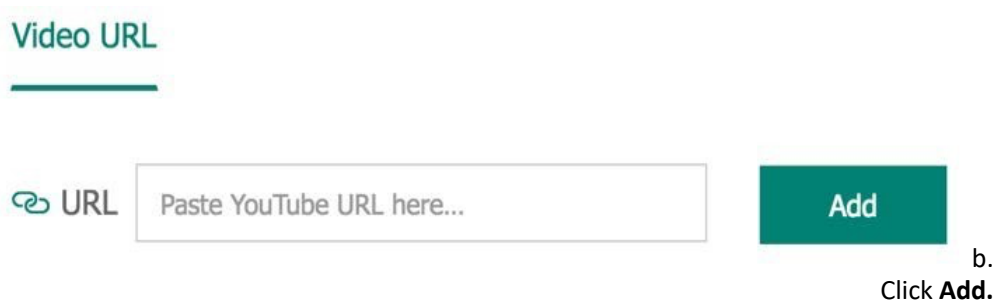 Video URL
URL Paste YouTube URL here... Add
b.
Click Add.